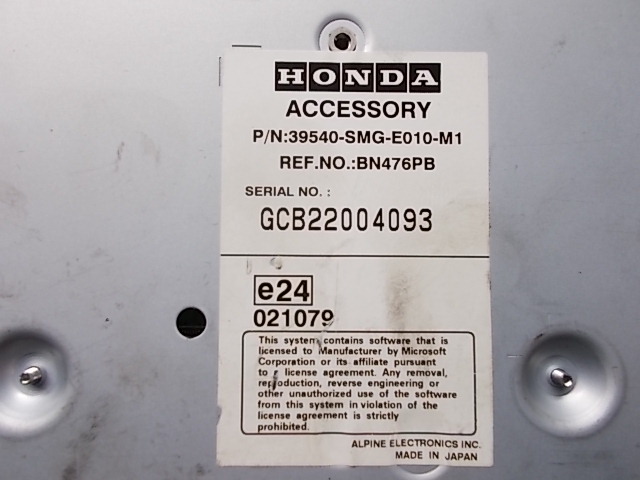 HONDA
ACCESSORY
P/N:39540-SMG-E010-M1
REF.NO.:BN476PB
SERIAL NO. :
GCB22004093
e24
021079
This system contains software that is
licensed to Manufacturer by Microsoft
Corporation or its affiliate pursuant
to a license agreement. Any removal,
reproduction, reverse engineering or
other unauthorized use of the software
from this system in violation of the
license agreement is strictly
prohibited.
ALPINE ELECTRONICS INC.
MADE IN JAPAN